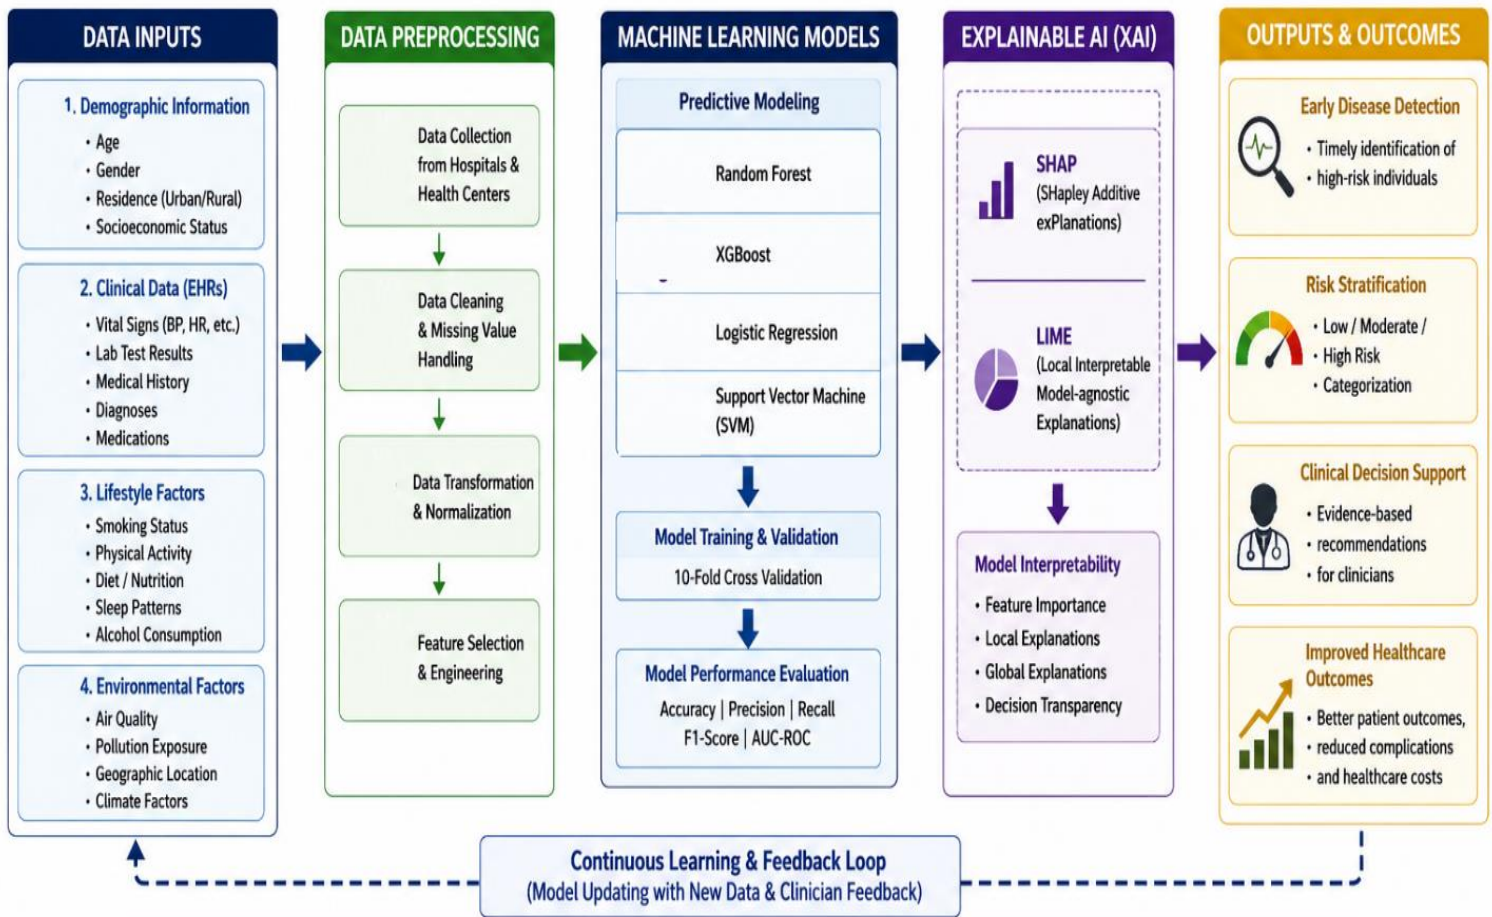 DATA INPUTS
1. Demographic Information
• Age
• Gender
• Residence (Urban/Rural)
• Socioeconomic Status
2. Clinical Data (EHRs)
• Vital Signs (BP, HR, etc.)
• Lab Test Results
• Medical History
• Diagnoses
• Medications
3. Lifestyle Factors
• Smoking Status
• Physical Activity
• Diet / Nutrition
• Sleep Patterns
• Alcohol Consumption
4. Environmental Factors
• Air Quality
• Pollution Exposure
• Geographic Location
• Climate Factors
DATA PREPROCESSING
Data Collection
from Hospitals &
Health Centers
Data Cleaning
& Missing Value
Handling
Data Transformation
& Normalization
Feature Selection
& Engineering
MACHINE LEARNING MODELS
Predictive Modeling
Random Forest
XGBoost
Logistic Regression
Support Vector Machine
(SVM)
Model Training & Validation
10-Fold Cross Validation
Model Performance Evaluation
Accuracy | Precision | Recall
F1-Score | AUC-ROC
EXPLAINABLE AI (XAI)
SHAP
(SHapley Additive
exPlanations)
LIME
(Local Interpretable
Model-agnostic
Explanations)
Model Interpretability
• Feature Importance
• Local Explanations
• Global Explanations
• Decision Transparency
OUTPUTS & OUTCOMES
Early Disease Detection
• Timely identification of
• high-risk individuals
Risk Stratification
• Low / Moderate /
• High Risk
• Categorization
Clinical Decision Support
• Evidence-based
• recommendations
• for clinicians
Improved Healthcare
Outcomes
• Better patient outcomes,
• reduced complications
• and healthcare costs
Continuous Learning & Feedback Loop
(Model Updating with New Data & Clinician Feedback)